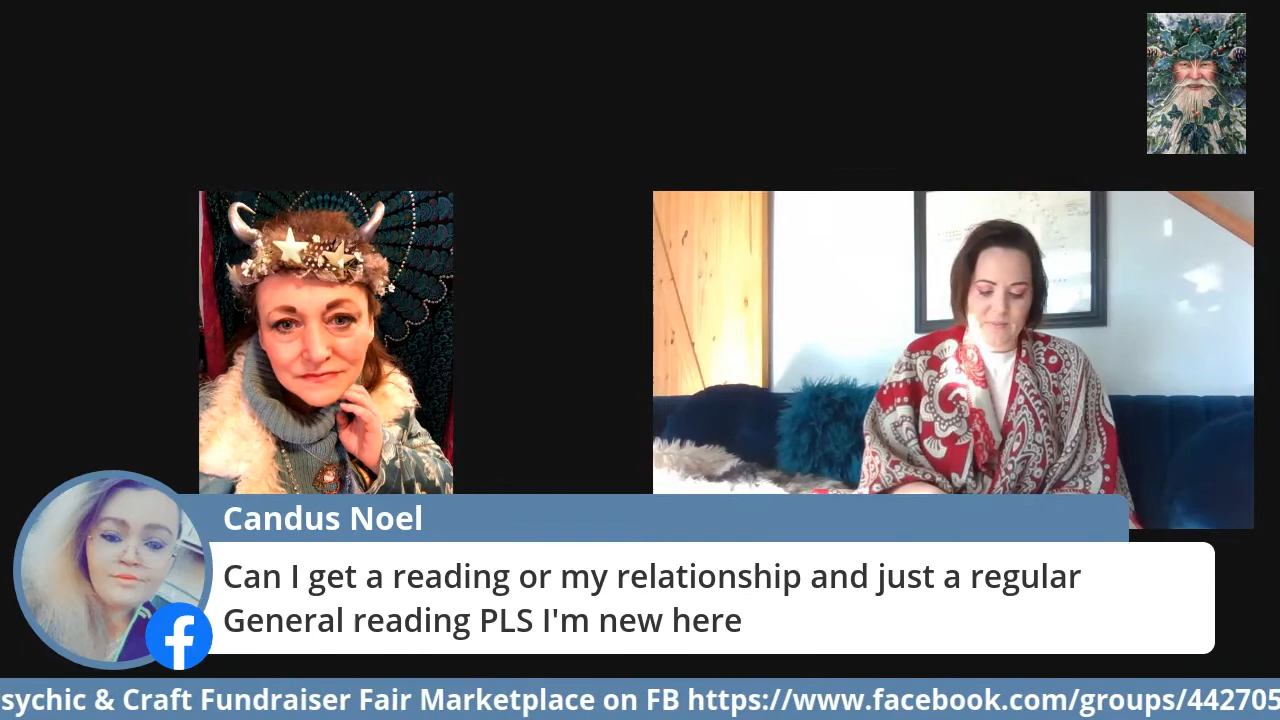 Candus Noel
Can I get a reading or my relationship and just a regular
General reading PLS I'm new here
sychic & Craft Fundraiser Fair Marketplace on FB https://www.facebook.com/groups/442705